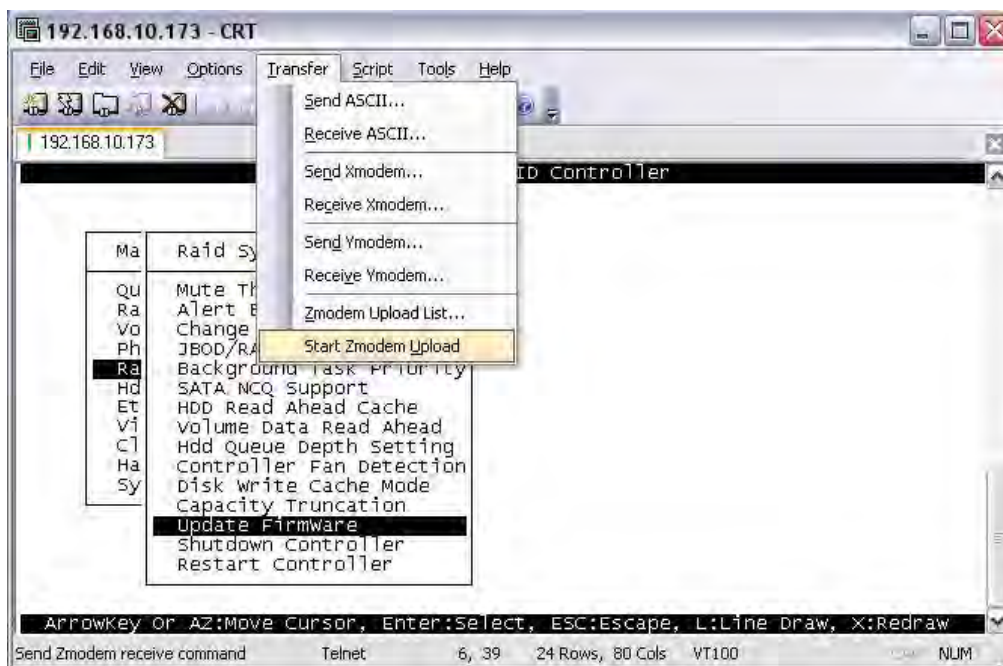 192.168.10.173 - CRT
File Edit View Options Transfer Script Tools Help
Send ASCII...
Receive ASCII...
Send Xmodem...
Receive Xmodem...
Send Ymodem...
Receive Ymodem...
Zmodem Upload List...
Start Zmodem Upload
192.168.10.173
ID Controller
Ma
Qu
Ra
Vo
Ph
Ra
Hd
Et
Vi
Cl
Ha
Sy
Raid Sy
Mute Th
Alert B
Change
JBOD/RA
Background Task Priority
SATA NCQ Support
HDD Read Ahead Cache
Volume Data Read Ahead
Hdd Queue Depth Setting
Controller Fan Detection
Disk Write Cache Mode
Capacity Truncation
Update FirmWare
Shutdown Controller
Restart Controller
ArrowKey Or AZ:Move Cursor, Enter:Select, ESC:Escape, L:Line Draw, X:Redraw
Send Zmodem receive command Telnet 6, 39 24 Rows, 80 Cols VT100 NUM